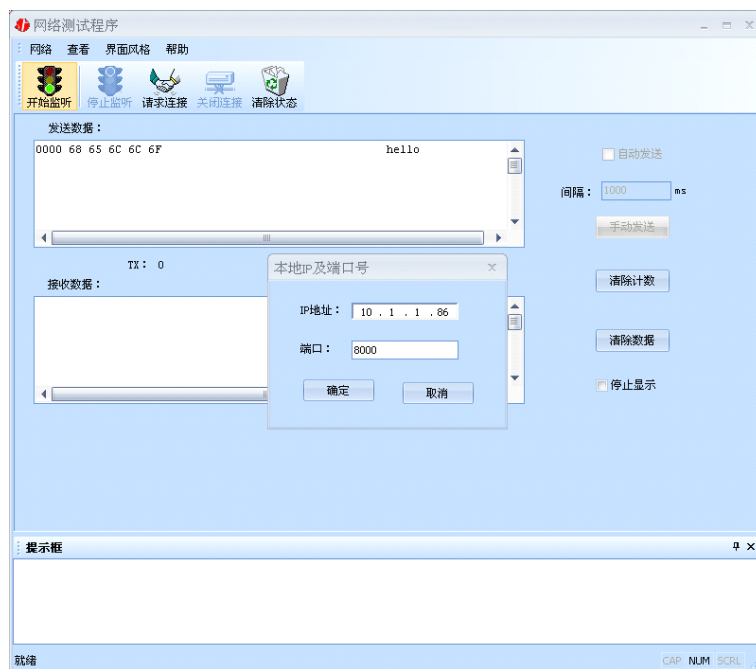 网络测试程序
网络 查看 界面风格 帮助
开始监听 停止监听 请求连接 关闭连接 清除状态
发送数据：
0000 68 65 6C 6C 6F hello
自动发送
间隔： 1000 ms
手动发送
TX： 0
接收数据：
本地IP及端口号
IP地址： 10 . 1 . 1 . 86
端口： 8000
确定 取消
清除计数
清除数据
停止显示
提示框
就绪
CAP NUM SCRL